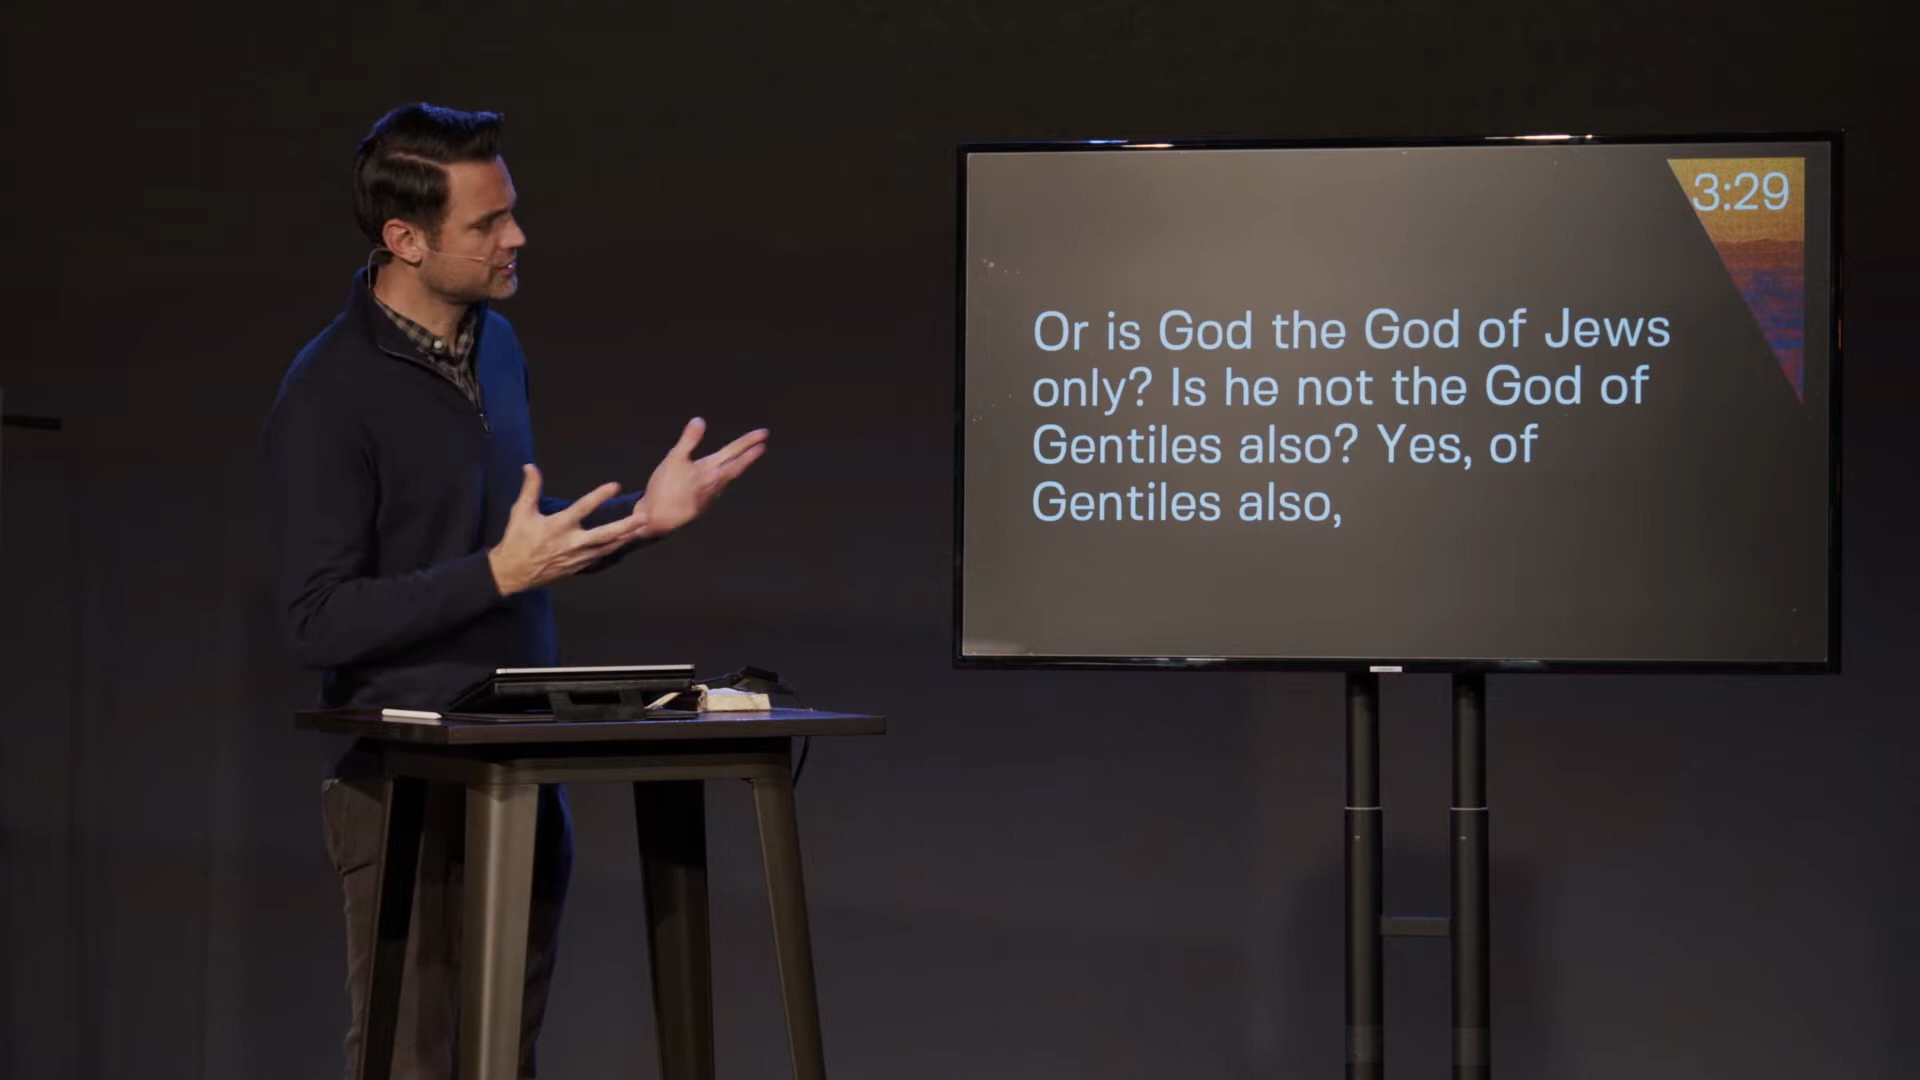 3:29
Or is God the God of Jews
only? Is he not the God of
Gentiles also? Yes, of
Gentiles also,